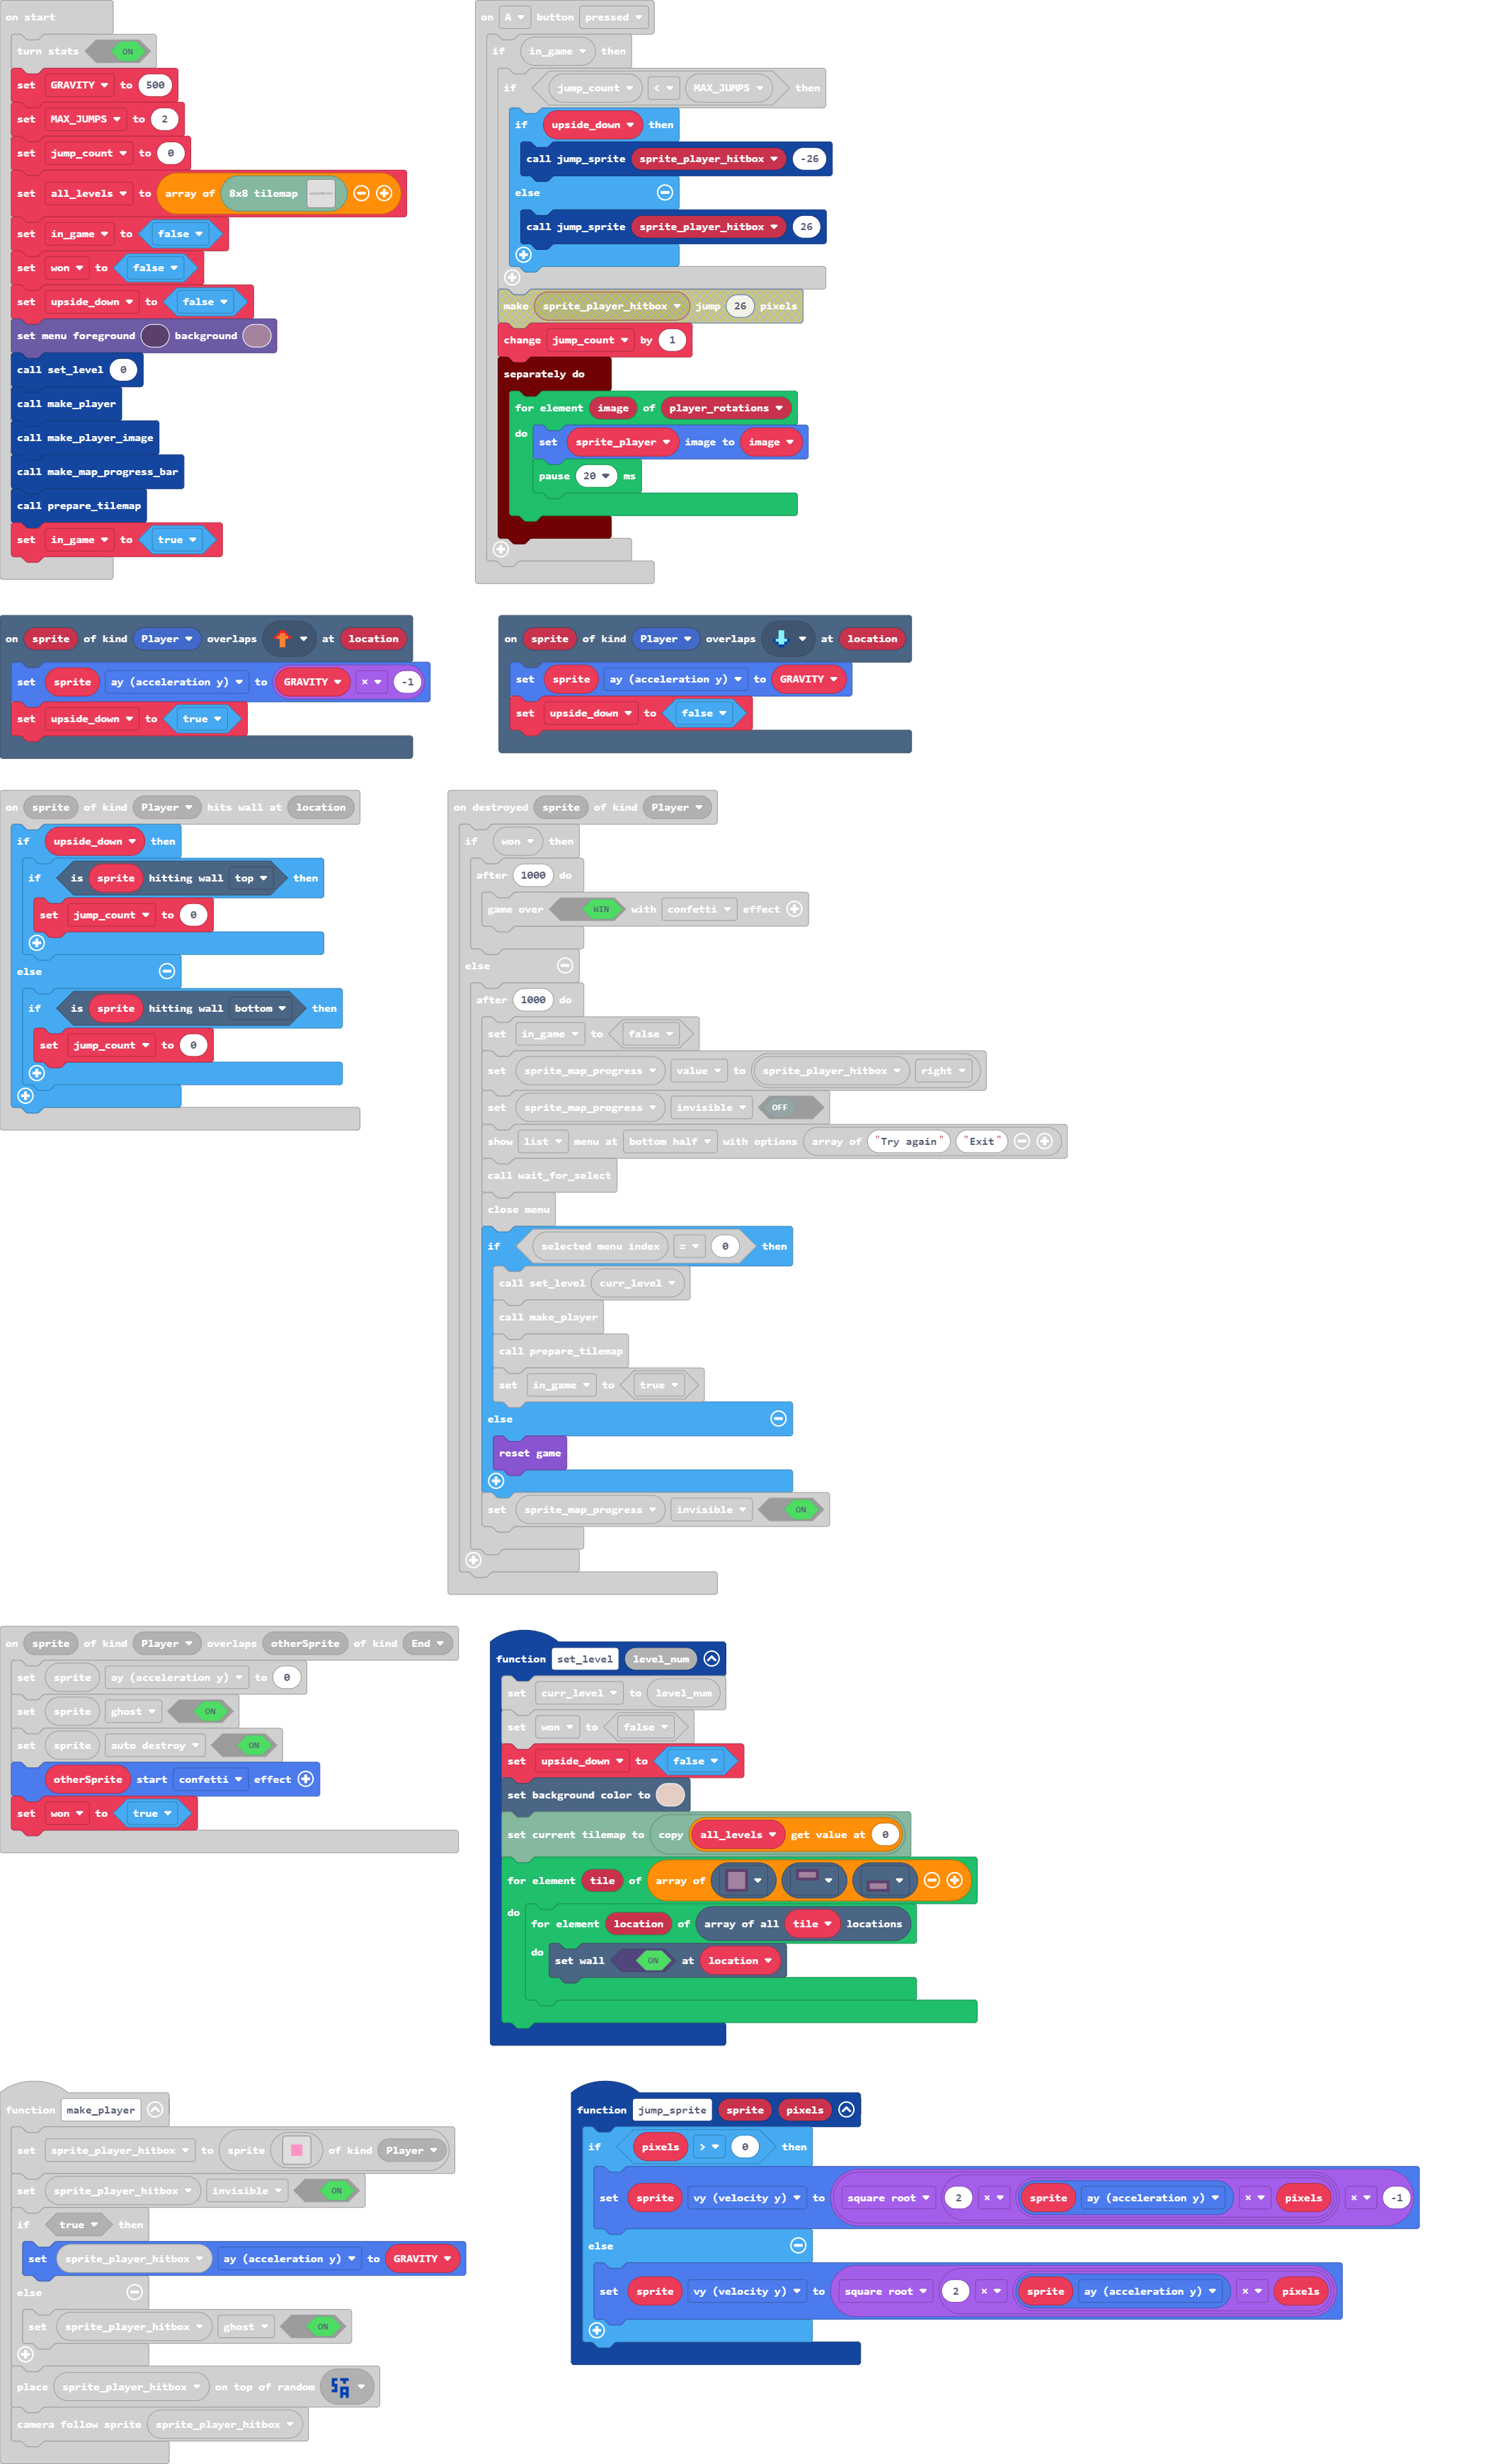 on start
turn stats ON
set GRAVITY to 500
set MAX_JUMPS to 2
set jump_count to 0
set all_levels to array of 8x8 tilemap
set in_game to false
set won to false
set upside_down to false
set menu foreground background
call set_level 0
call make_player
call make_player_image
call make_map_progress_bar
call prepare_tilemap
set in_game to true
on A button pressed
if in_game then
if jump_count < MAX_JUMPS then
if upside_down then
call jump_sprite sprite_player_hitbox -26
else
call jump_sprite sprite_player_hitbox 26
make sprite_player_hitbox jump 26 pixels
change jump_count by 1
separately do
for element image of player_rotations
do set sprite_player image to image
pause 20 ms
on sprite of kind Player overlaps at location
set sprite ay (acceleration y) to GRAVITY × -1
set upside_down to true
on sprite of kind Player overlaps at location
set sprite ay (acceleration y) to GRAVITY
set upside_down to false
on sprite of kind Player hits wall at location
if upside_down then
if is sprite hitting wall top then
set jump_count to 0
else
if is sprite hitting wall bottom then
set jump_count to 0
on destroyed sprite of kind Player
if won then
after 1000 do
game over WIN with confetti effect
else
after 1000 do
set in_game to false
set sprite_map_progress value to sprite_player_hitbox right
set sprite_map_progress invisible OFF
show list menu at bottom half with options array of "Try again" "Exit"
call wait_for_select
close menu
if selected menu index = 0 then
call set_level curr_level
call make_player
call prepare_tilemap
set in_game to true
else
reset game
set sprite_map_progress invisible ON
on sprite of kind Player overlaps otherSprite of kind End
set sprite ay (acceleration y) to 0
set sprite ghost ON
set sprite auto destroy ON
otherSprite start confetti effect
set won to true
function set_level level_num
set curr_level to level_num
set won to false
set upside_down to false
set background color to
set current tilemap to copy all_levels get value at 0
for element tile of array of
do for element location of array of all tile locations
do set wall ON at location
function make_player
set sprite_player_hitbox to sprite of kind Player
set sprite_player_hitbox invisible ON
if true then
set sprite_player_hitbox ay (acceleration y) to GRAVITY
else
set sprite_player_hitbox ghost ON
place sprite_player_hitbox on top of random STA
camera follow sprite sprite_player_hitbox
function jump_sprite sprite pixels
if pixels > 0 then
set sprite vy (velocity y) to square root 2 × sprite ay (acceleration y) × pixels × -1
else
set sprite vy (velocity y) to square root 2 × sprite ay (acceleration y) × pixels